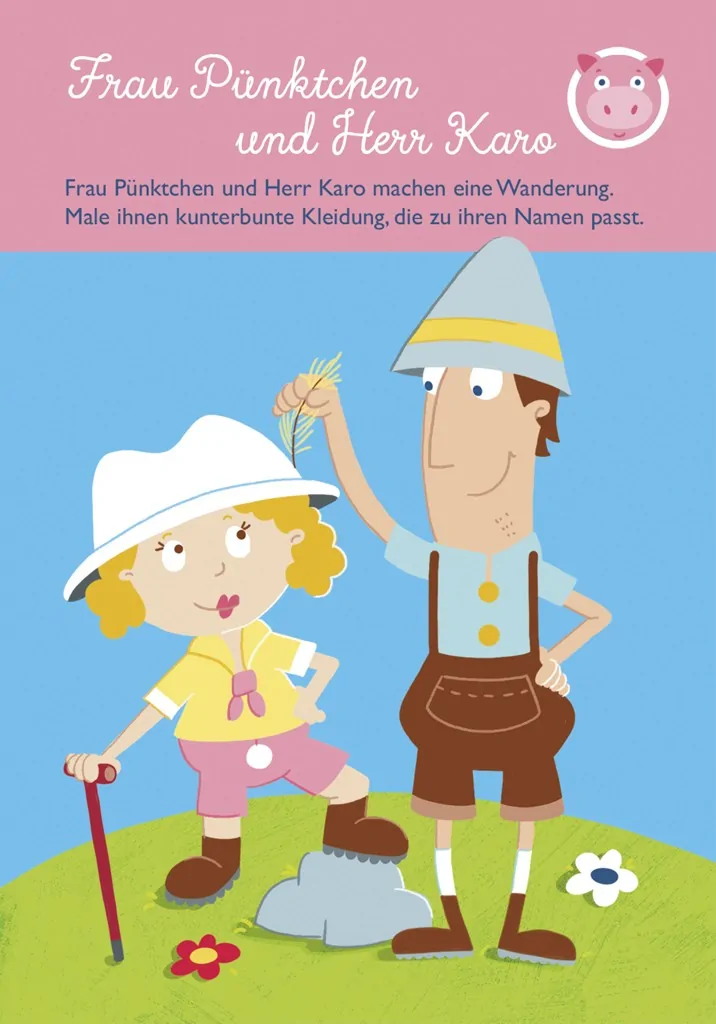 Frau Pünktchen
und Herr Karo
Frau Pünktchen und Herr Karo machen eine Wanderung.
Male ihnen kunterbunte Kleidung, die zu ihren Namen passt.